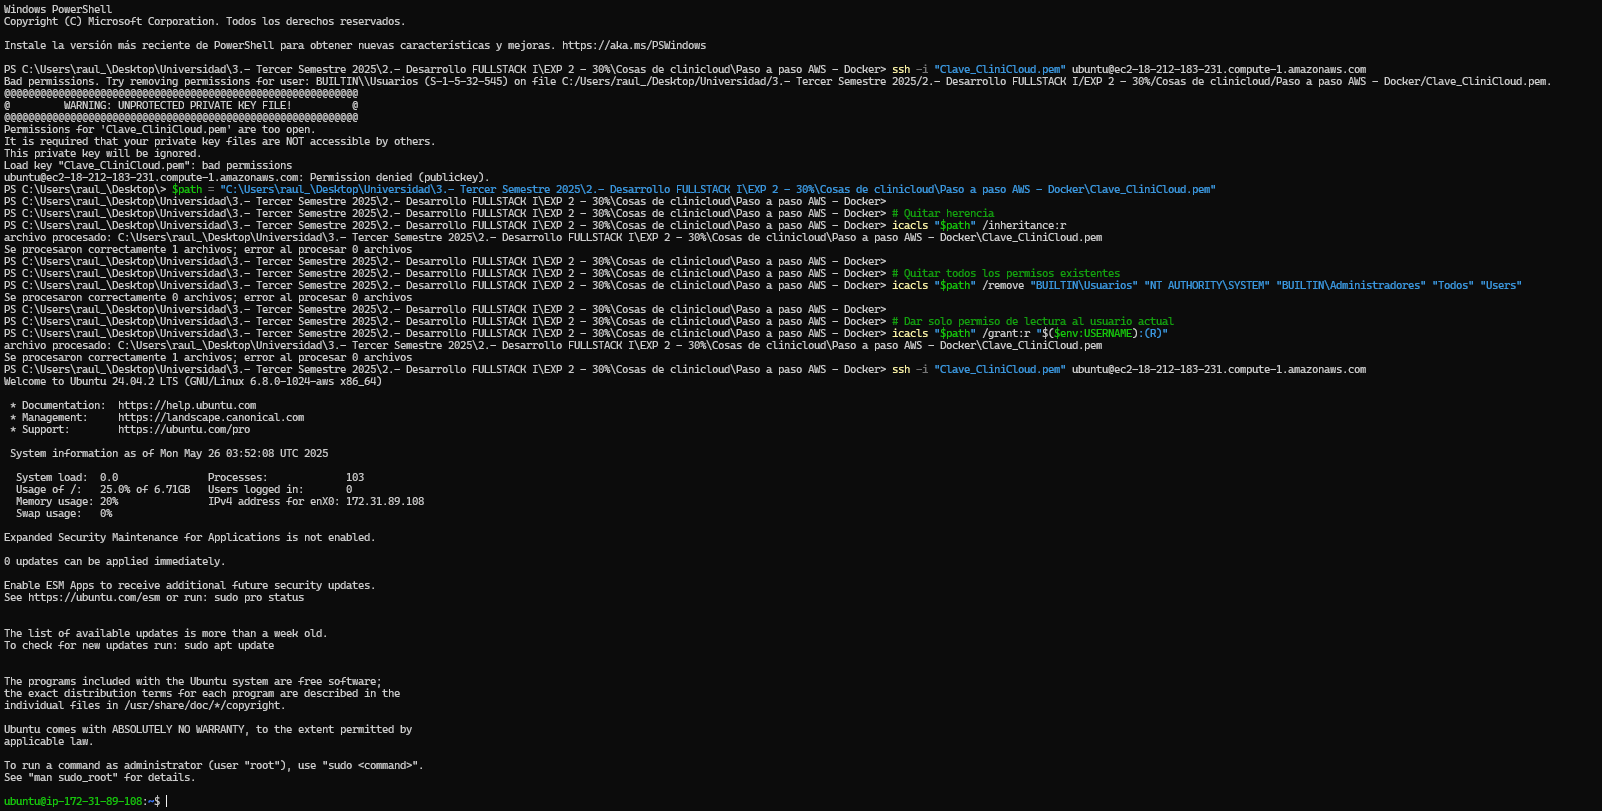 Windows PowerShell
Copyright (C) Microsoft Corporation. Todos los derechos reservados.
Instale la versión más reciente de PowerShell para obtener nuevas características y mejoras. https://aka.ms/PSWindows
PS C:\Users\raul_\Desktop\Universidad\3.- Tercer Semestre 2025\2.- Desarrollo FULLSTACK I\EXP 2 - 30%\Cosas de clinicloud\Paso a paso AWS - Docker> ssh -i "Clave_CliniCloud.pem" ubuntu@ec2-18-212-183-231.compute-1.amazonaws.com
Bad permissions. Try removing permissions for user: BUILTIN\\Usuarios (S-1-5-32-545) on file C:/Users/raul_/Desktop/Universidad/3.- Tercer Semestre 2025/2.- Desarrollo FULLSTACK I/EXP 2 - 30%/Cosas de clinicloud/Paso a paso AWS - Docker/Clave_CliniCloud.pem.
@@@@@@@@@@@@@@@@@@@@@@@@@@@@@@@@@@@@@@@@@@@@@@@@@@@@@@@@@@@
@         WARNING: UNPROTECTED PRIVATE KEY FILE!          @
@@@@@@@@@@@@@@@@@@@@@@@@@@@@@@@@@@@@@@@@@@@@@@@@@@@@@@@@@@@
Permissions for 'Clave_CliniCloud.pem' are too open.
It is required that your private key files are NOT accessible by others.
This private key will be ignored.
Load key "Clave_CliniCloud.pem": bad permissions
ubuntu@ec2-18-212-183-231.compute-1.amazonaws.com: Permission denied (publickey).
PS C:\Users\raul_\Desktop\> $path = "C:\Users\raul_\Desktop\Universidad\3.- Tercer Semestre 2025\2.- Desarrollo FULLSTACK I\EXP 2 - 30%\Cosas de clinicloud\Paso a paso AWS - Docker\Clave_CliniCloud.pem"
PS C:\Users\raul_\Desktop\Universidad\3.- Tercer Semestre 2025\2.- Desarrollo FULLSTACK I\EXP 2 - 30%\Cosas de clinicloud\Paso a paso AWS - Docker>
PS C:\Users\raul_\Desktop\Universidad\3.- Tercer Semestre 2025\2.- Desarrollo FULLSTACK I\EXP 2 - 30%\Cosas de clinicloud\Paso a paso AWS - Docker> # Quitar herencia
PS C:\Users\raul_\Desktop\Universidad\3.- Tercer Semestre 2025\2.- Desarrollo FULLSTACK I\EXP 2 - 30%\Cosas de clinicloud\Paso a paso AWS - Docker> icacls "$path" /inheritance:r
archivo procesado: C:\Users\raul_\Desktop\Universidad\3.- Tercer Semestre 2025\2.- Desarrollo FULLSTACK I\EXP 2 - 30%\Cosas de clinicloud\Paso a paso AWS - Docker\Clave_CliniCloud.pem
Se procesaron correctamente 1 archivos; error al procesar 0 archivos
PS C:\Users\raul_\Desktop\Universidad\3.- Tercer Semestre 2025\2.- Desarrollo FULLSTACK I\EXP 2 - 30%\Cosas de clinicloud\Paso a paso AWS - Docker>
PS C:\Users\raul_\Desktop\Universidad\3.- Tercer Semestre 2025\2.- Desarrollo FULLSTACK I\EXP 2 - 30%\Cosas de clinicloud\Paso a paso AWS - Docker> # Quitar todos los permisos existentes
PS C:\Users\raul_\Desktop\Universidad\3.- Tercer Semestre 2025\2.- Desarrollo FULLSTACK I\EXP 2 - 30%\Cosas de clinicloud\Paso a paso AWS - Docker> icacls "$path" /remove "BUILTIN\Usuarios" "NT AUTHORITY\SYSTEM" "BUILTIN\Administradores" "Todos" "Users"
Se procesaron correctamente 0 archivos; error al procesar 0 archivos
PS C:\Users\raul_\Desktop\Universidad\3.- Tercer Semestre 2025\2.- Desarrollo FULLSTACK I\EXP 2 - 30%\Cosas de clinicloud\Paso a paso AWS - Docker>
PS C:\Users\raul_\Desktop\Universidad\3.- Tercer Semestre 2025\2.- Desarrollo FULLSTACK I\EXP 2 - 30%\Cosas de clinicloud\Paso a paso AWS - Docker> # Dar solo permiso de lectura al usuario actual
PS C:\Users\raul_\Desktop\Universidad\3.- Tercer Semestre 2025\2.- Desarrollo FULLSTACK I\EXP 2 - 30%\Cosas de clinicloud\Paso a paso AWS - Docker> icacls "$path" /grant:r "$($env:USERNAME):(R)"
archivo procesado: C:\Users\raul_\Desktop\Universidad\3.- Tercer Semestre 2025\2.- Desarrollo FULLSTACK I\EXP 2 - 30%\Cosas de clinicloud\Paso a paso AWS - Docker\Clave_CliniCloud.pem
Se procesaron correctamente 1 archivos; error al procesar 0 archivos
PS C:\Users\raul_\Desktop\Universidad\3.- Tercer Semestre 2025\2.- Desarrollo FULLSTACK I\EXP 2 - 30%\Cosas de clinicloud\Paso a paso AWS - Docker> ssh -i "Clave_CliniCloud.pem" ubuntu@ec2-18-212-183-231.compute-1.amazonaws.com
Welcome to Ubuntu 24.04.2 LTS (GNU/Linux 6.8.0-1024-aws x86_64)
 * Documentation:  https://help.ubuntu.com
 * Management:     https://landscape.canonical.com
 * Support:        https://ubuntu.com/pro
 System information as of Mon May 26 03:52:08 UTC 2025
  System load:  0.0               Processes:             103
  Usage of /:   25.0% of 6.71GB   Users logged in:       0
  Memory usage: 20%               IPv4 address for enX0: 172.31.89.108
  Swap usage:   0%
Expanded Security Maintenance for Applications is not enabled.
0 updates can be applied immediately.
Enable ESM Apps to receive additional future security updates.
See https://ubuntu.com/esm or run: sudo pro status
The list of available updates is more than a week old.
To check for new updates run: sudo apt update
The programs included with the Ubuntu system are free software;
the exact distribution terms for each program are described in the
individual files in /usr/share/doc/*/copyright.
Ubuntu comes with ABSOLUTELY NO WARRANTY, to the extent permitted by
applicable law.
To run a command as administrator (user "root"), use "sudo <command>".
See "man sudo_root" for details.
ubuntu@ip-172-31-89-108:~$